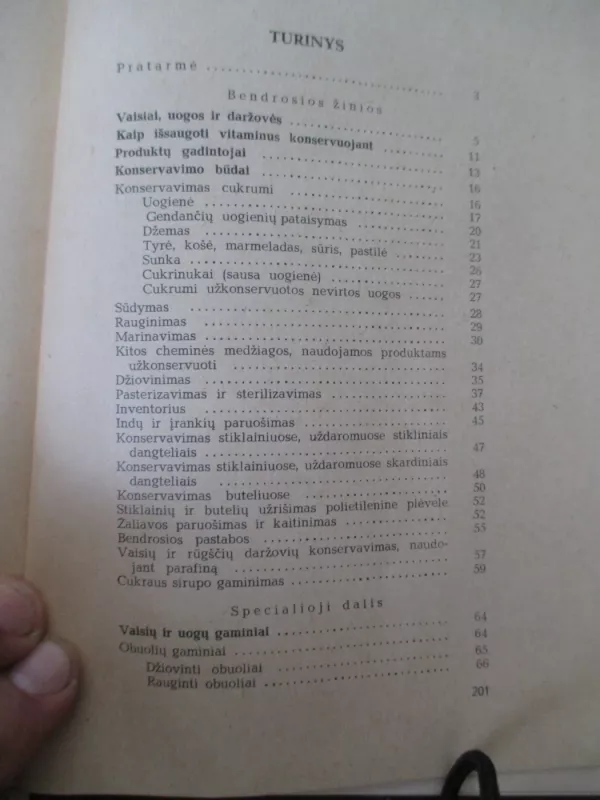 TURINYS
Pratarmė 3
Bendrosios žinios
Vaisiai, uogos ir daržovės 5
Kaip išsaugoti vitaminus konservuojant 11
Produktų gadintojai 13
Konservavimo būdai 16
Konservavimas cukrumi 16
Uogienė 17
Gendančių uogienių pataisymas 20
Džemas 21
Tyrė, košė, marmeladas, sūris, pastilė 23
Sunka 26
Cukrinukai (sausa uogienė) 27
Cukrumi užkonservuotos nevirtos uogos 27
Sūdymas 28
Rauginimas 29
Marinavimas 30
Kitos cheminės medžiagos, naudojamos produktams
užkonservuoti 34
Džiovinimas 35
Pasterizavimas ir sterilizavimas 37
Inventorius 43
Indų ir įrankių paruošimas 45
Konservavimas stiklainiuose, uždaromuose stikliniais
dangteliais 47
Konservavimas stiklainiuose, uždaromuose skardiniais
dangteliais 48
Konservavimas buteliuose 50
Stiklainių ir butelių užrišimas polietilenine plėvele 52
Žaliavos paruošimas ir kaitinimas 52
Bendrosios pastabos 55
Vaisių ir rūgščių daržovių konservavimas, naudo-
jant parafiną 57
Cukraus sirupo gaminimas 59
Specialioji dalis
Vaisių ir uogų gaminiai 64
Obuolių gaminiai 64
Džiovinti obuoliai 65
Rauginti obuoliai 66
201